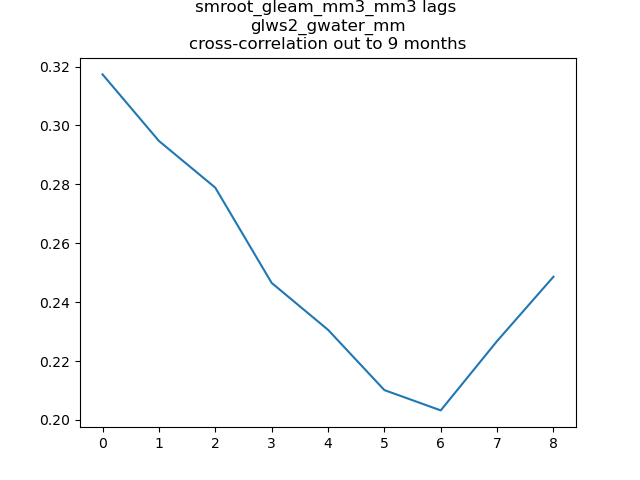 smroot_gleam_mm3_mm3 lags
glws2_gwater_mm
cross-correlation out to 9 months
0.32
0.30
0.28
0.26
0.24
0.22
0.20
0 1 2 3 4 5 6 7 8